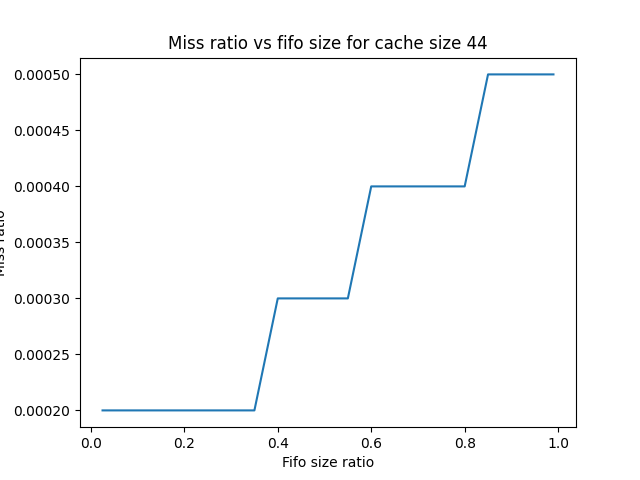 Miss ratio vs fifo size for cache size 44
0.00050
0.00045
0.00040
0.00035
0.00030
0.00025
0.00020
Miss ratio
0.0 0.2 0.4 0.6 0.8 1.0
Fifo size ratio